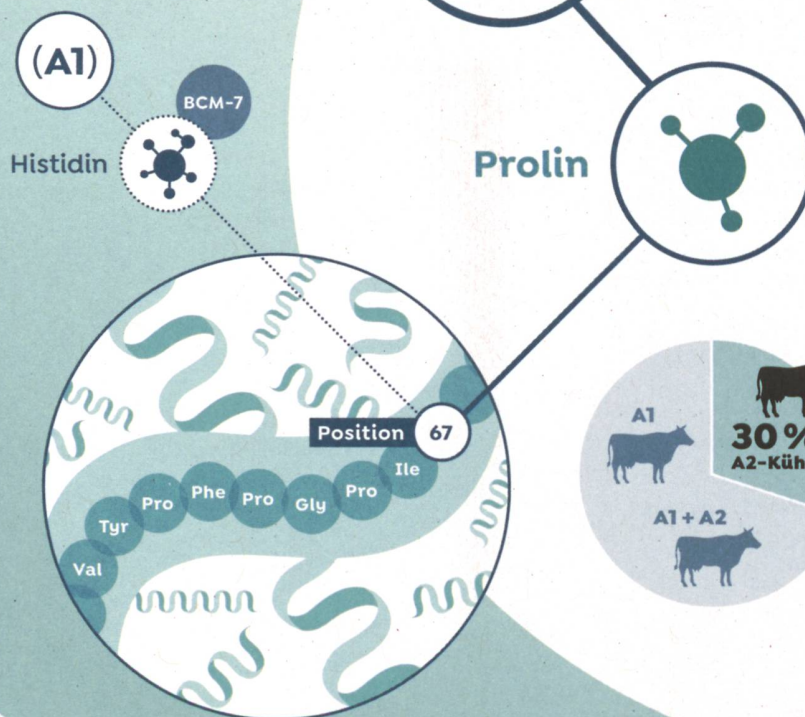 (A1)
BCM-7
Histidin
Prolin
Position 67
Ile
Pro
Gly
Pro
Phe
Pro
Tyr
Val
A1
30 %
A2-Küh
A1 + A2